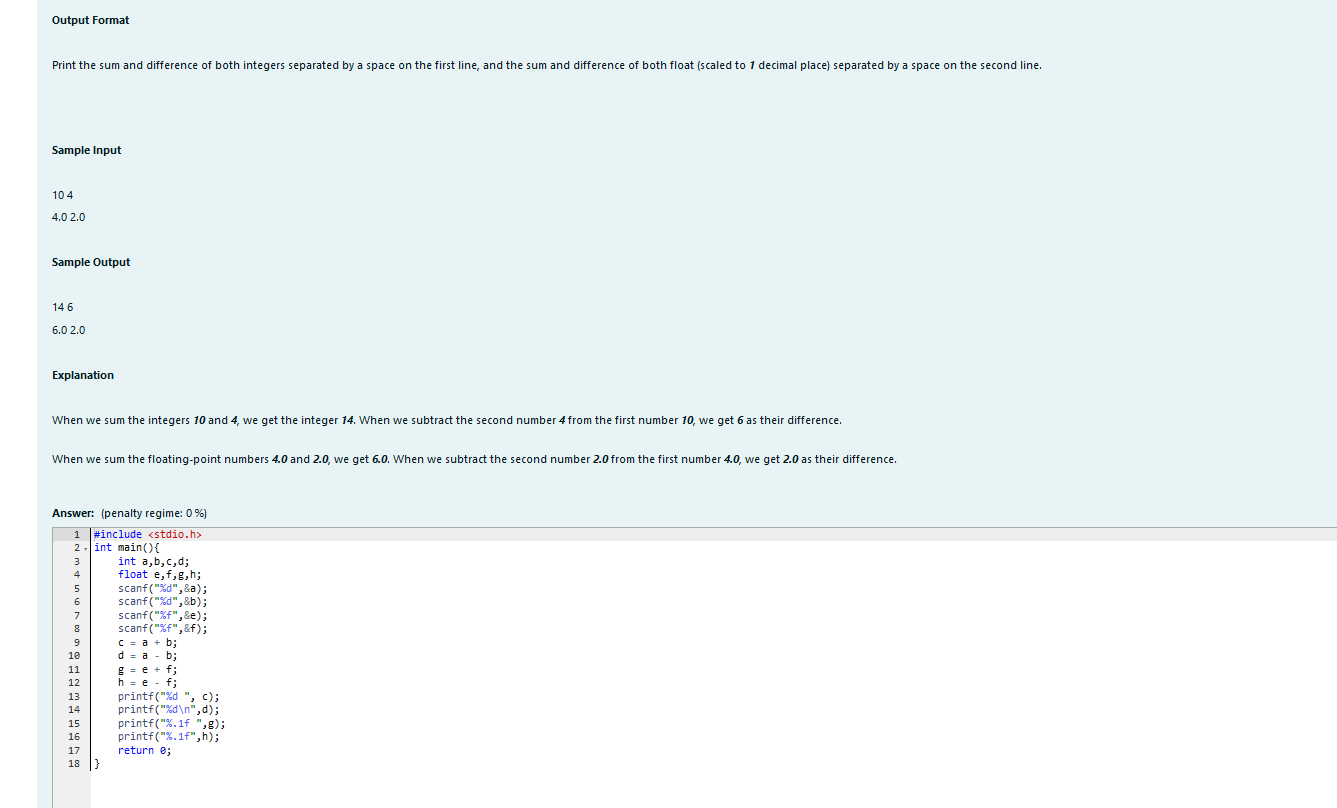 Output Format
Print the sum and difference of both integers separated by a space on the first line, and the sum and difference of both float (scaled to 1 decimal place) separated by a space on the second line.
Sample Input
10 4
4.0 2.0
Sample Output
14 6
6.0 2.0
Explanation
When we sum the integers 10 and 4, we get the integer 14. When we subtract the second number 4 from the first number 10, we get 6 as their difference.
When we sum the floating-point numbers 4.0 and 2.0, we get 6.0. When we subtract the second number 2.0 from the first number 4.0, we get 2.0 as their difference.
Answer: (penalty regime: 0 %)
1 #include <stdio.h>
2 int main(){
3     int a,b,c,d;
4     float e,f,g,h;
5     scanf("%d",&a);
6     scanf("%d",&b);
7     scanf("%f",&e);
8     scanf("%f",&f);
9     c = a + b;
10     d = a - b;
11     g = e + f;
12     h = e - f;
13     printf("%d ", c);
14     printf("%d\n",d);
15     printf("%.1f ",g);
16     printf("%.1f",h);
17     return 0;
18 }